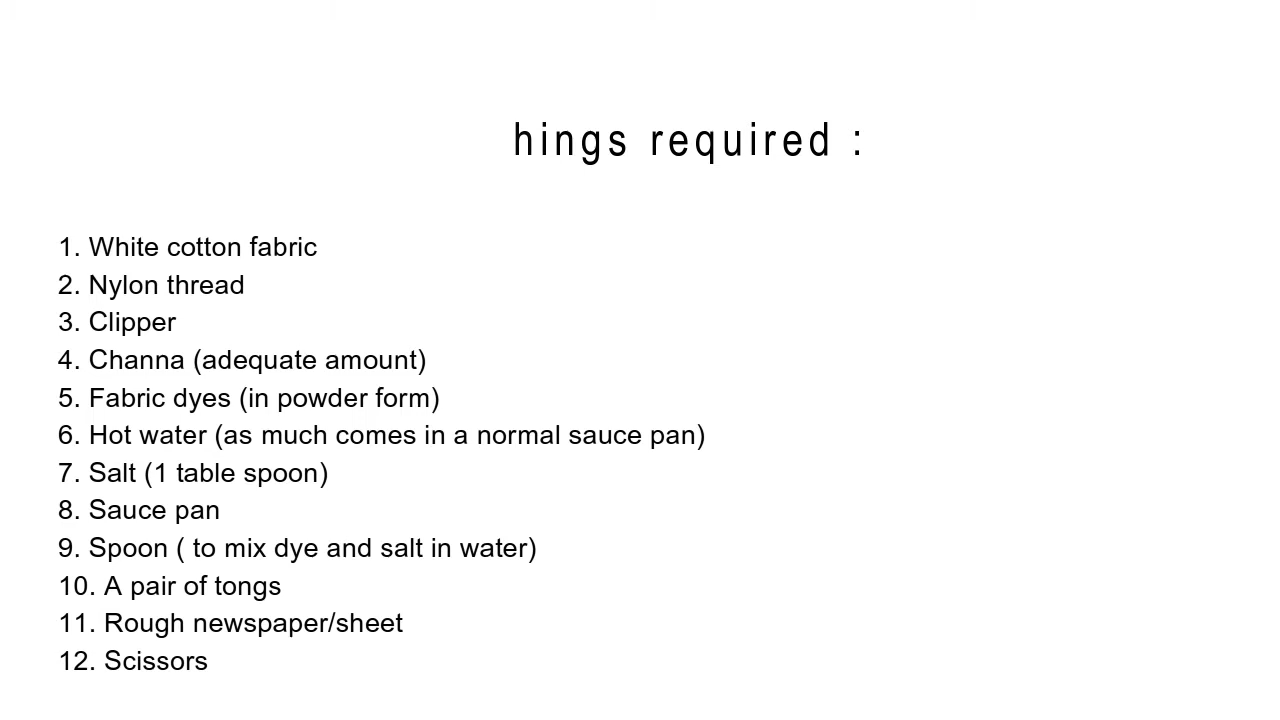 hings required :
1. White cotton fabric
2. Nylon thread
3. Clipper
4. Channa (adequate amount)
5. Fabric dyes (in powder form)
6. Hot water (as much comes in a normal sauce pan)
7. Salt (1 table spoon)
8. Sauce pan
9. Spoon ( to mix dye and salt in water)
10. A pair of tongs
11. Rough newspaper/sheet
12. Scissors